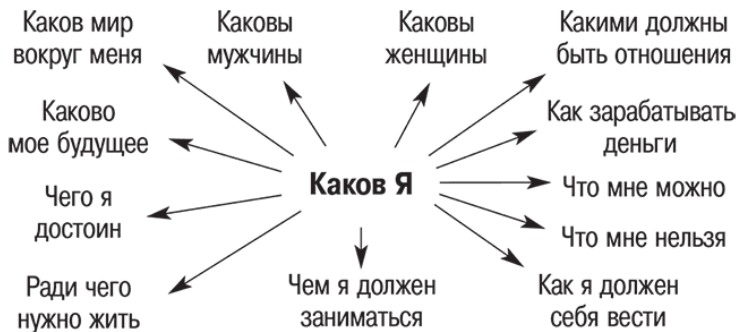 Каков мир
вокруг меня
Каковы
мужчины
Каковы
женщины
Какими должны
быть отношения
Каково
мое будущее
Как зарабатывать
деньги
Каков Я
Чего я
достоин
Что мне можно
Что мне нельзя
Ради чего
нужно жить
Чем я должен
заниматься
Как я должен
себя вести